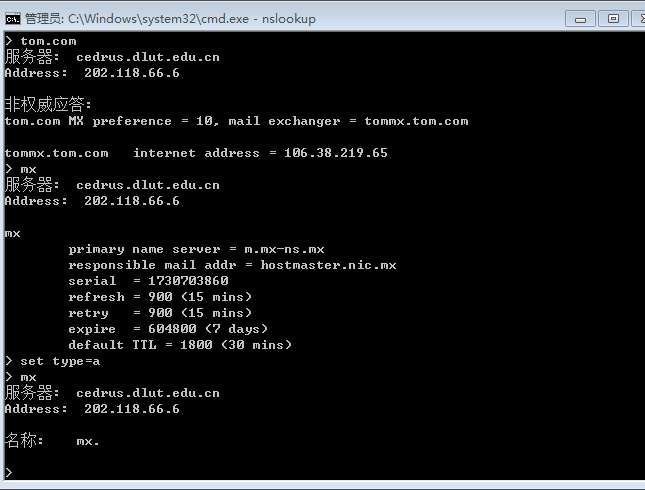 管理员: C:\Windows\system32\cmd.exe - nslookup
> tom.com
服务器:  cedrus.dlut.edu.cn
Address:  202.118.66.6
非权威应答:
tom.com MX preference = 10, mail exchanger = tommx.tom.com
tommx.tom.com   internet address = 106.38.219.65
> mx
服务器:  cedrus.dlut.edu.cn
Address:  202.118.66.6
mx
        primary name server = m.mx-ns.mx
        responsible mail addr = hostmaster.nic.mx
        serial  = 1730703860
        refresh = 900 (15 mins)
        retry   = 900 (15 mins)
        expire  = 604800 (7 days)
        default TTL = 1800 (30 mins)
> set type=a
> mx
服务器:  cedrus.dlut.edu.cn
Address:  202.118.66.6
名称:    mx.
>